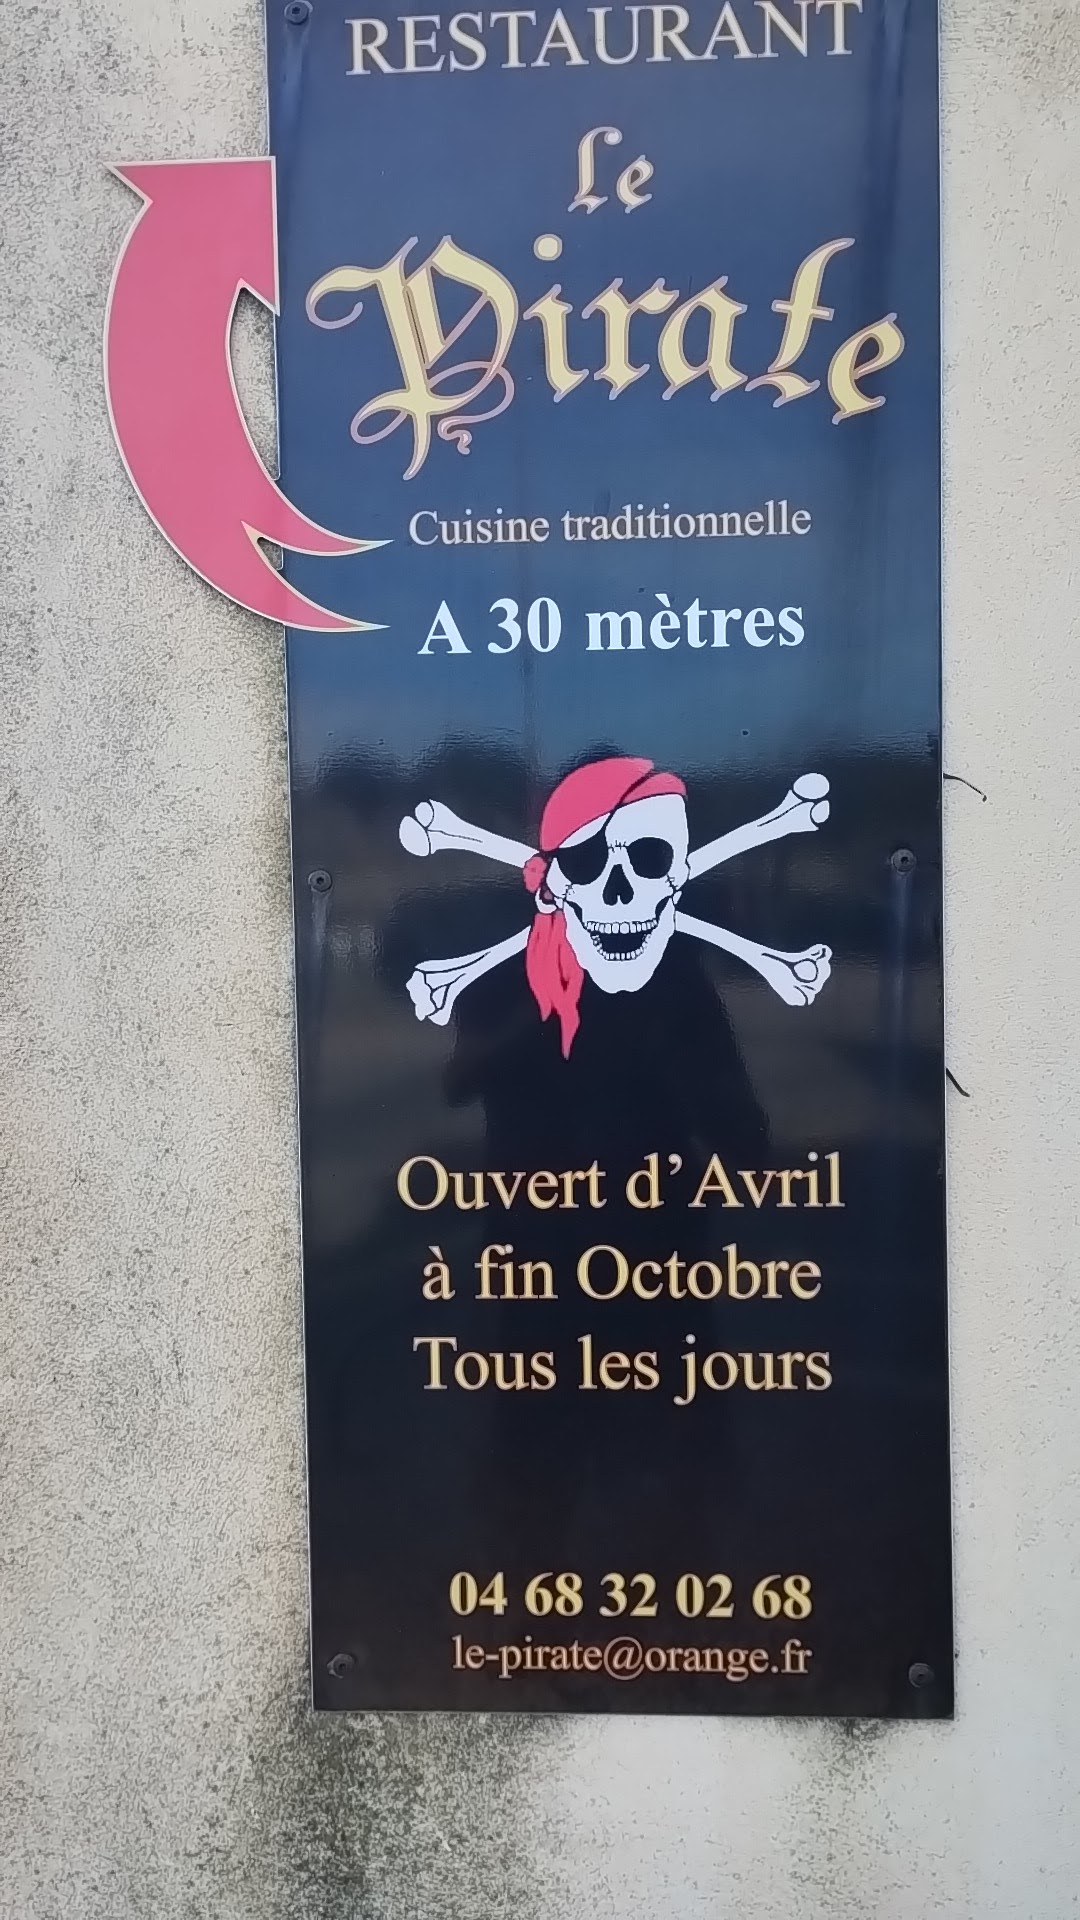 RESTAURANT
Le
Pirate
Cuisine traditionnelle
A 30 mètres
Ouvert d'Avril
à fin Octobre
Tous les jours
04 68 32 02 68
le-pirate@orange.fr